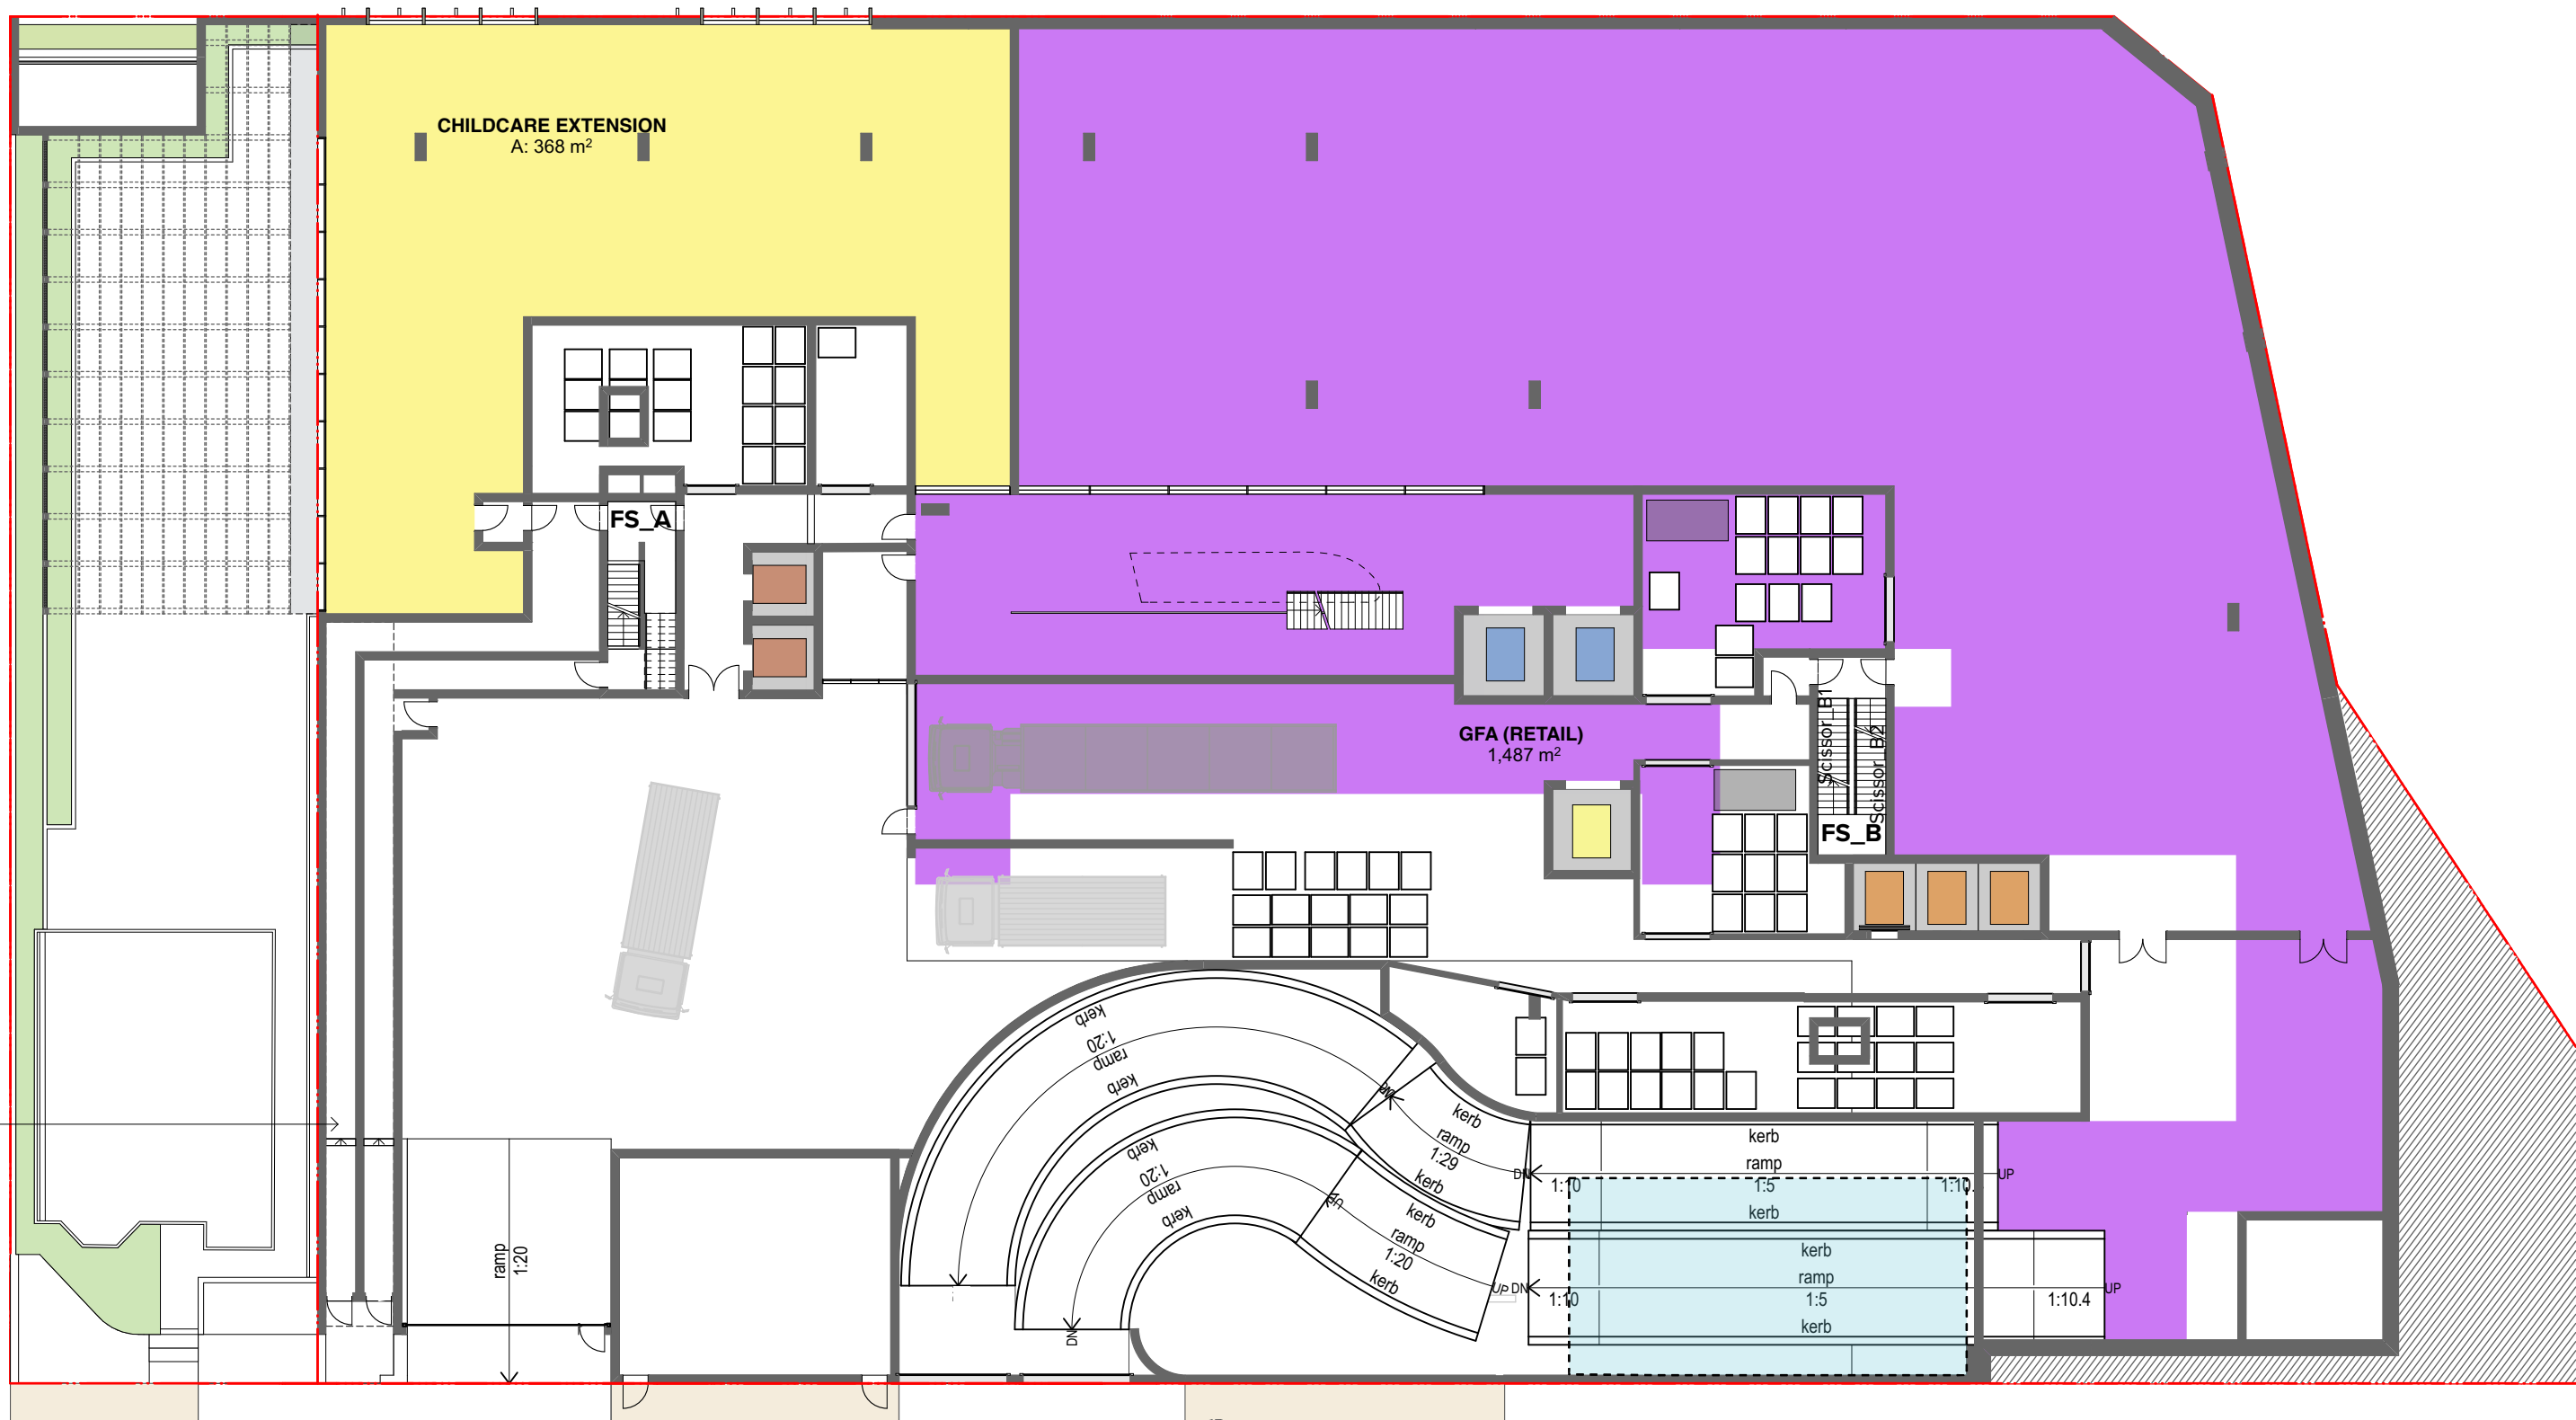 CHILDCARE EXTENSION
A: 368 m²
FS_A
GFA (RETAIL)
1,487 m²
Scissor_B1
Scissor_B2
FS_B
kerb
1:20
ramp
kerb
kerb
1:20
ramp
kerb
UP
kerb
ramp
1:29
kerb
UP
kerb
ramp
1:20
kerb
DN
kerb
ramp
1:10
1:5
1:10.
kerb
UP
UP DN
kerb
ramp
1:10
1:5
1:10.4
kerb
UP
DN
ramp
1:20